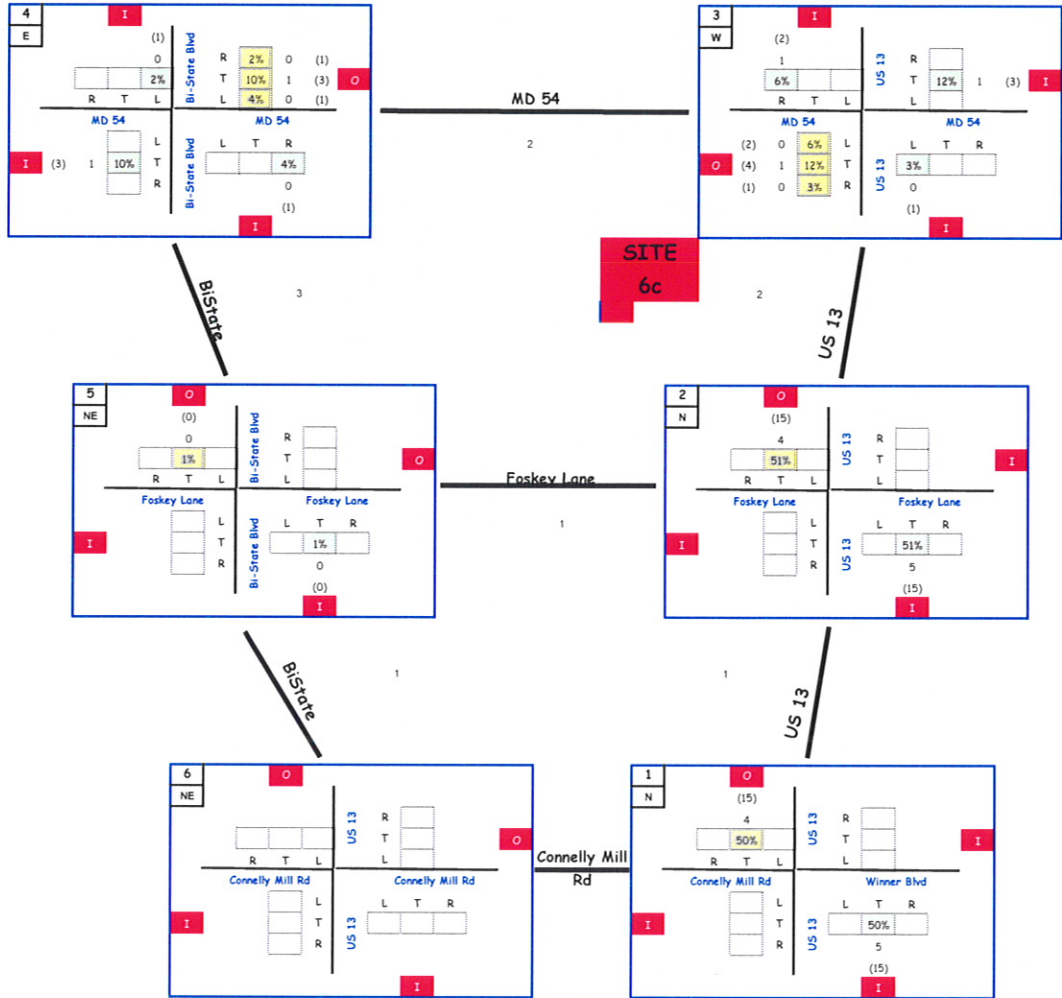 4
E
I
(1)
0
2%
R T L
Bi-State Blvd
R 2% 0 (1)
T 10% 1 (3)
L 4% 0 (1)
O
MD 54
MD 54
I (3) 1 10%
L
T
R
Bi-State Blvd
L T R
4%
0
(1)
I
MD 54
2
3
W
I
(2)
1
6%
R T L
US 13
R
T 12% 1 (3)
L
I
MD 54
MD 54
O
(2) 0 6% L
(4) 1 12% T
(1) 0 3% R
US 13
L T R
3%
0
(1)
I
SITE
6c
BiState
3
2
US 13
5
NE
O
(0)
0
1%
R T L
Bi-State Blvd
R
T
L
O
Foskey Lane
Foskey Lane
I
L
T
R
Bi-State Blvd
L T R
1%
0
(0)
I
Foskey Lane
1
2
N
O
(15)
4
51%
R T L
US 13
R
T
L
I
Foskey Lane
Foskey Lane
I
L
T
R
US 13
L T R
51%
5
(15)
I
BiState
1
1
US 13
6
NE
O
R T L
US 13
R
T
L
O
Connelly Mill Rd
Connelly Mill Rd
I
L
T
R
US 13
L T R
I
Connelly Mill
Rd
1
N
O
(15)
4
50%
R T L
US 13
R
T
L
I
Connelly Mill Rd
Winner Blvd
I
L
T
R
US 13
L T R
50%
5
(15)
I